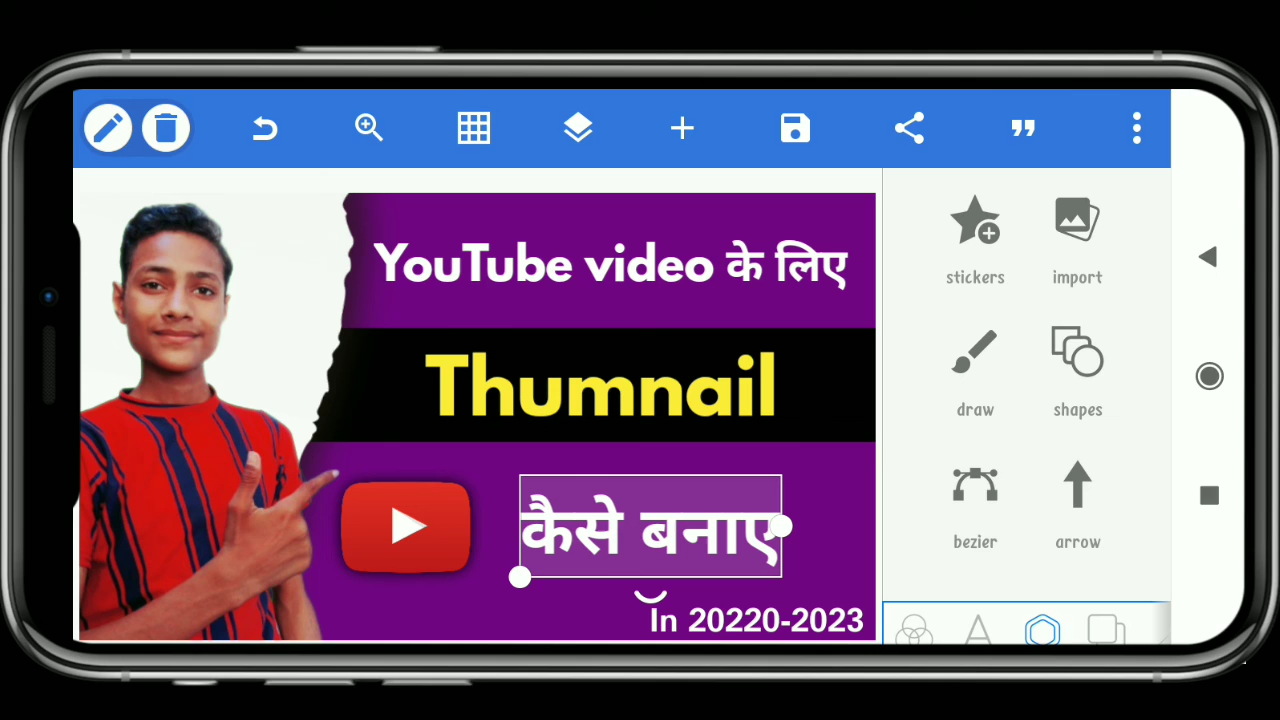 YouTube video के लिए
Thumnail
कैसे बनाए
In 20220-2023
stickers import
draw shapes
bezier arrow